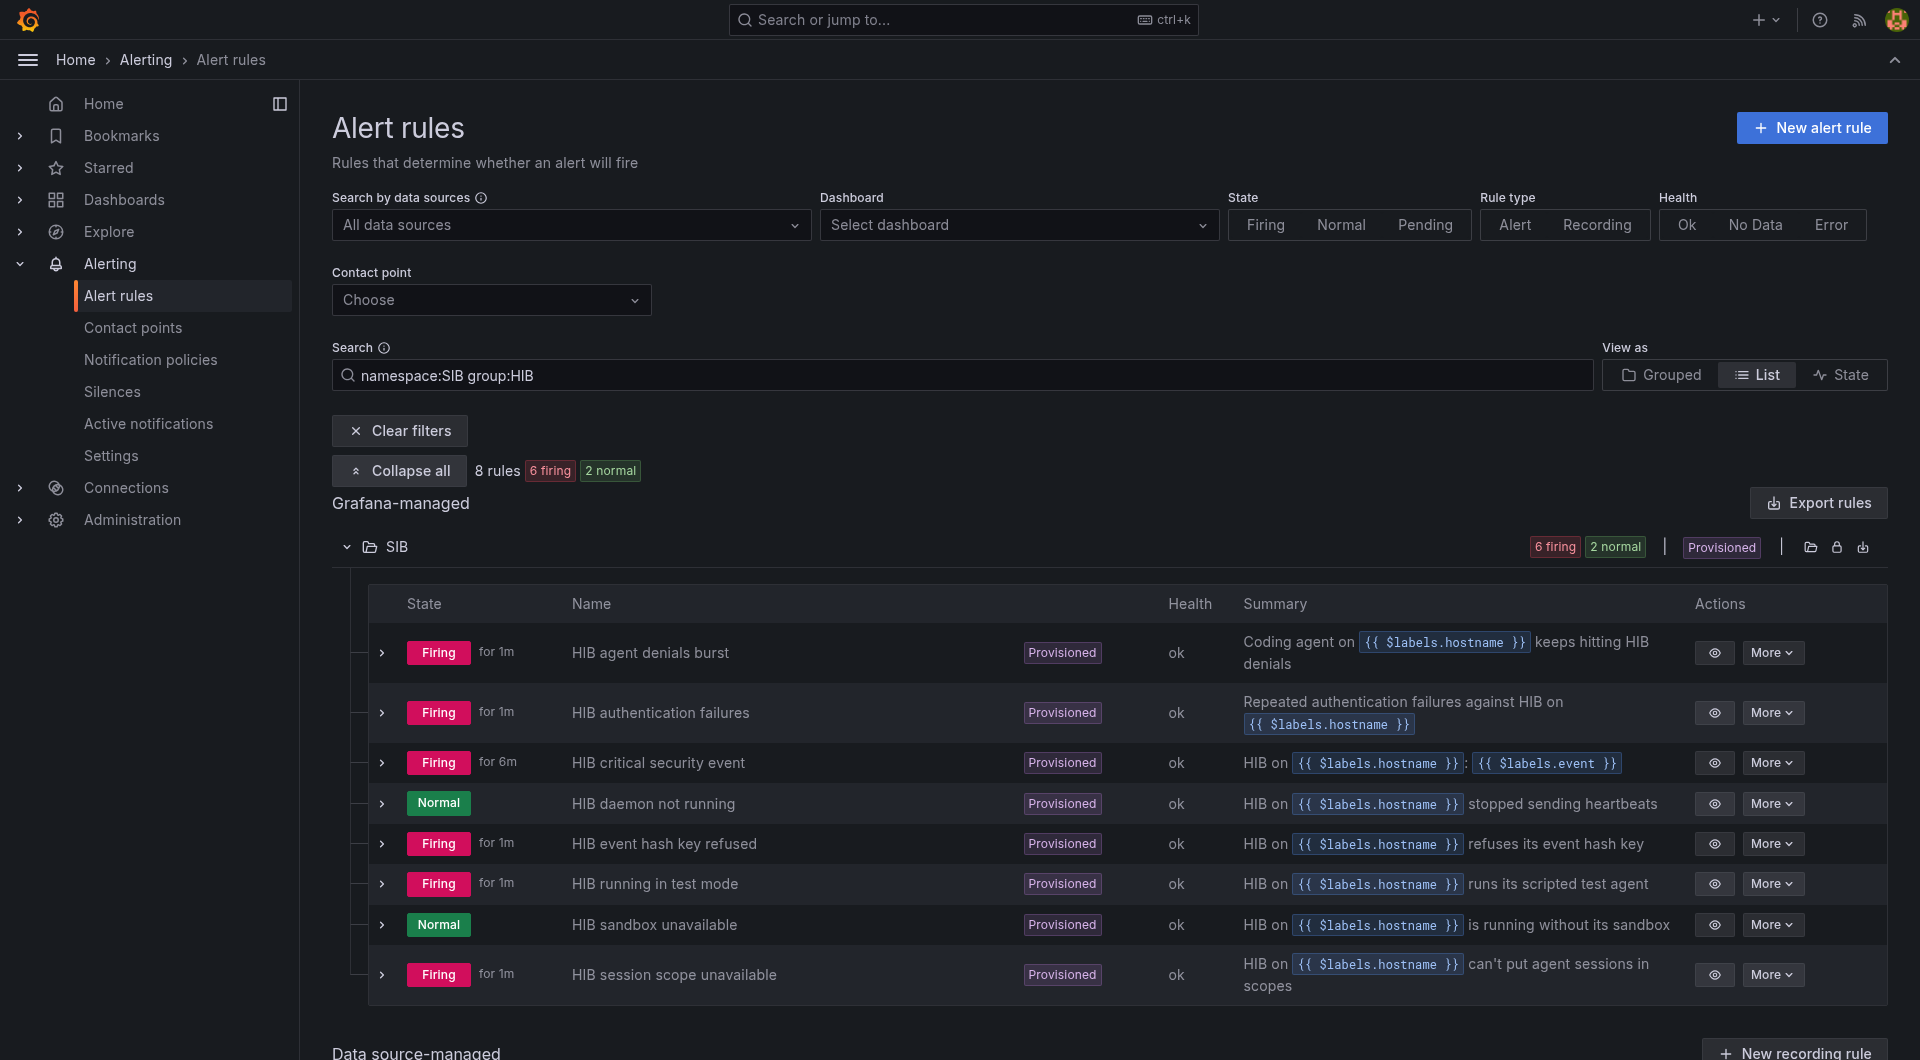 Search or jump to...
ctrl+k
Home > Alerting > Alert rules
Home
Bookmarks
Starred
Dashboards
Explore
Alerting
Alert rules
Contact points
Notification policies
Silences
Active notifications
Settings
Connections
Administration
Alert rules
New alert rule
Rules that determine whether an alert will fire
Search by data sources
All data sources
Dashboard
Select dashboard
State
Firing Normal Pending
Rule type
Alert Recording
Health
Ok No Data Error
Contact point
Choose
Search
namespace:SIB group:HIB
View as
Grouped List State
Clear filters
Collapse all 8 rules 6 firing 2 normal
Grafana-managed
Export rules
SIB 6 firing 2 normal Provisioned
State Name Health Summary Actions
Firing for 1m HIB agent denials burst Provisioned ok Coding agent on {{ $labels.hostname }} keeps hitting HIB
denials More
Firing for 1m HIB authentication failures Provisioned ok Repeated authentication failures against HIB on
{{ $labels.hostname }} More
Firing for 6m HIB critical security event Provisioned ok HIB on {{ $labels.hostname }}: {{ $labels.event }} More
Normal HIB daemon not running Provisioned ok HIB on {{ $labels.hostname }} stopped sending heartbeats More
Firing for 1m HIB event hash key refused Provisioned ok HIB on {{ $labels.hostname }} refuses its event hash key More
Firing for 1m HIB running in test mode Provisioned ok HIB on {{ $labels.hostname }} runs its scripted test agent More
Normal HIB sandbox unavailable Provisioned ok HIB on {{ $labels.hostname }} is running without its sandbox More
Firing for 1m HIB session scope unavailable Provisioned ok HIB on {{ $labels.hostname }} can't put agent sessions in
scopes More
Data source-managed
New recording rule